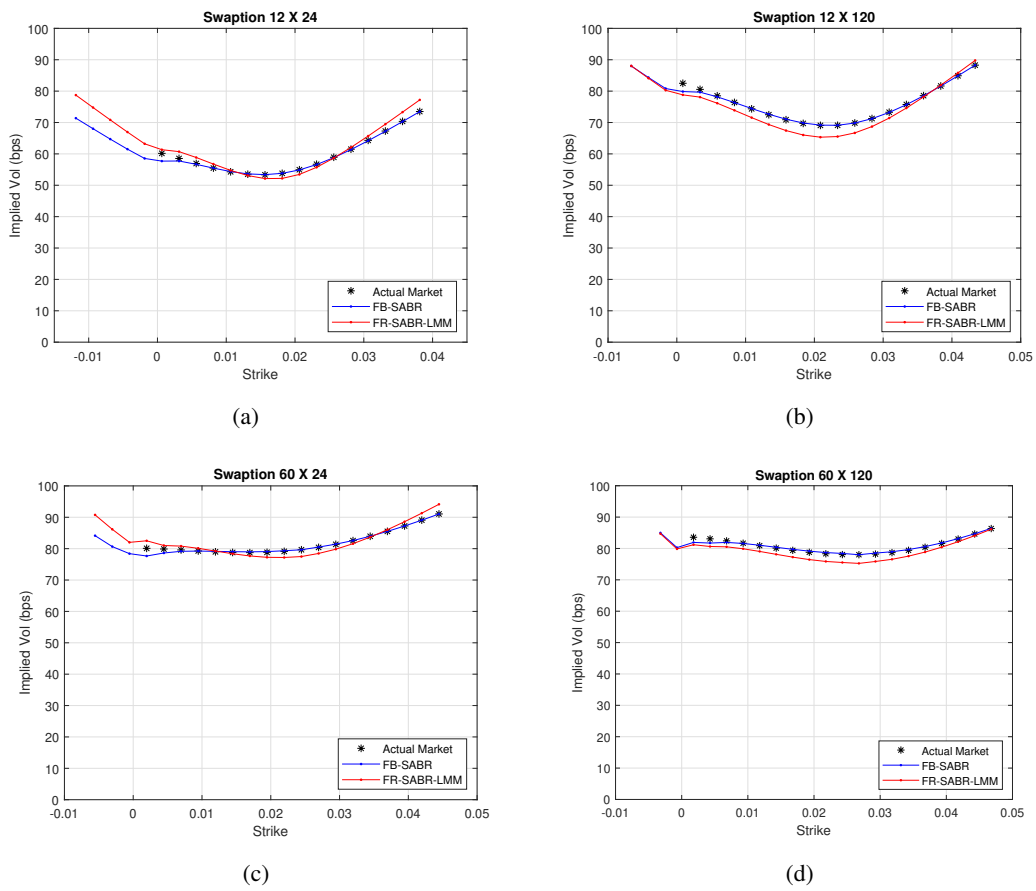 Swaption 12 X 24
100
90
80
70
60
50
40
30
20
10
0
Implied Vol (bps)
-0.01
0
0.01
0.02
0.03
0.04
Strike
Actual Market
FB-SABR
FR-SABR-LMM
(a)
Swaption 12 X 120
100
90
80
70
60
50
40
30
20
10
0
Implied Vol (bps)
-0.01
0
0.01
0.02
0.03
0.04
0.05
Strike
Actual Market
FB-SABR
FR-SABR-LMM
(b)
Swaption 60 X 24
100
90
80
70
60
50
40
30
20
10
0
Implied Vol (bps)
-0.01
0
0.01
0.02
0.03
0.04
0.05
Strike
Actual Market
FB-SABR
FR-SABR-LMM
(c)
Swaption 60 X 120
100
90
80
70
60
50
40
30
20
10
0
Implied Vol (bps)
-0.01
0
0.01
0.02
0.03
0.04
0.05
Strike
Actual Market
FB-SABR
FR-SABR-LMM
(d)